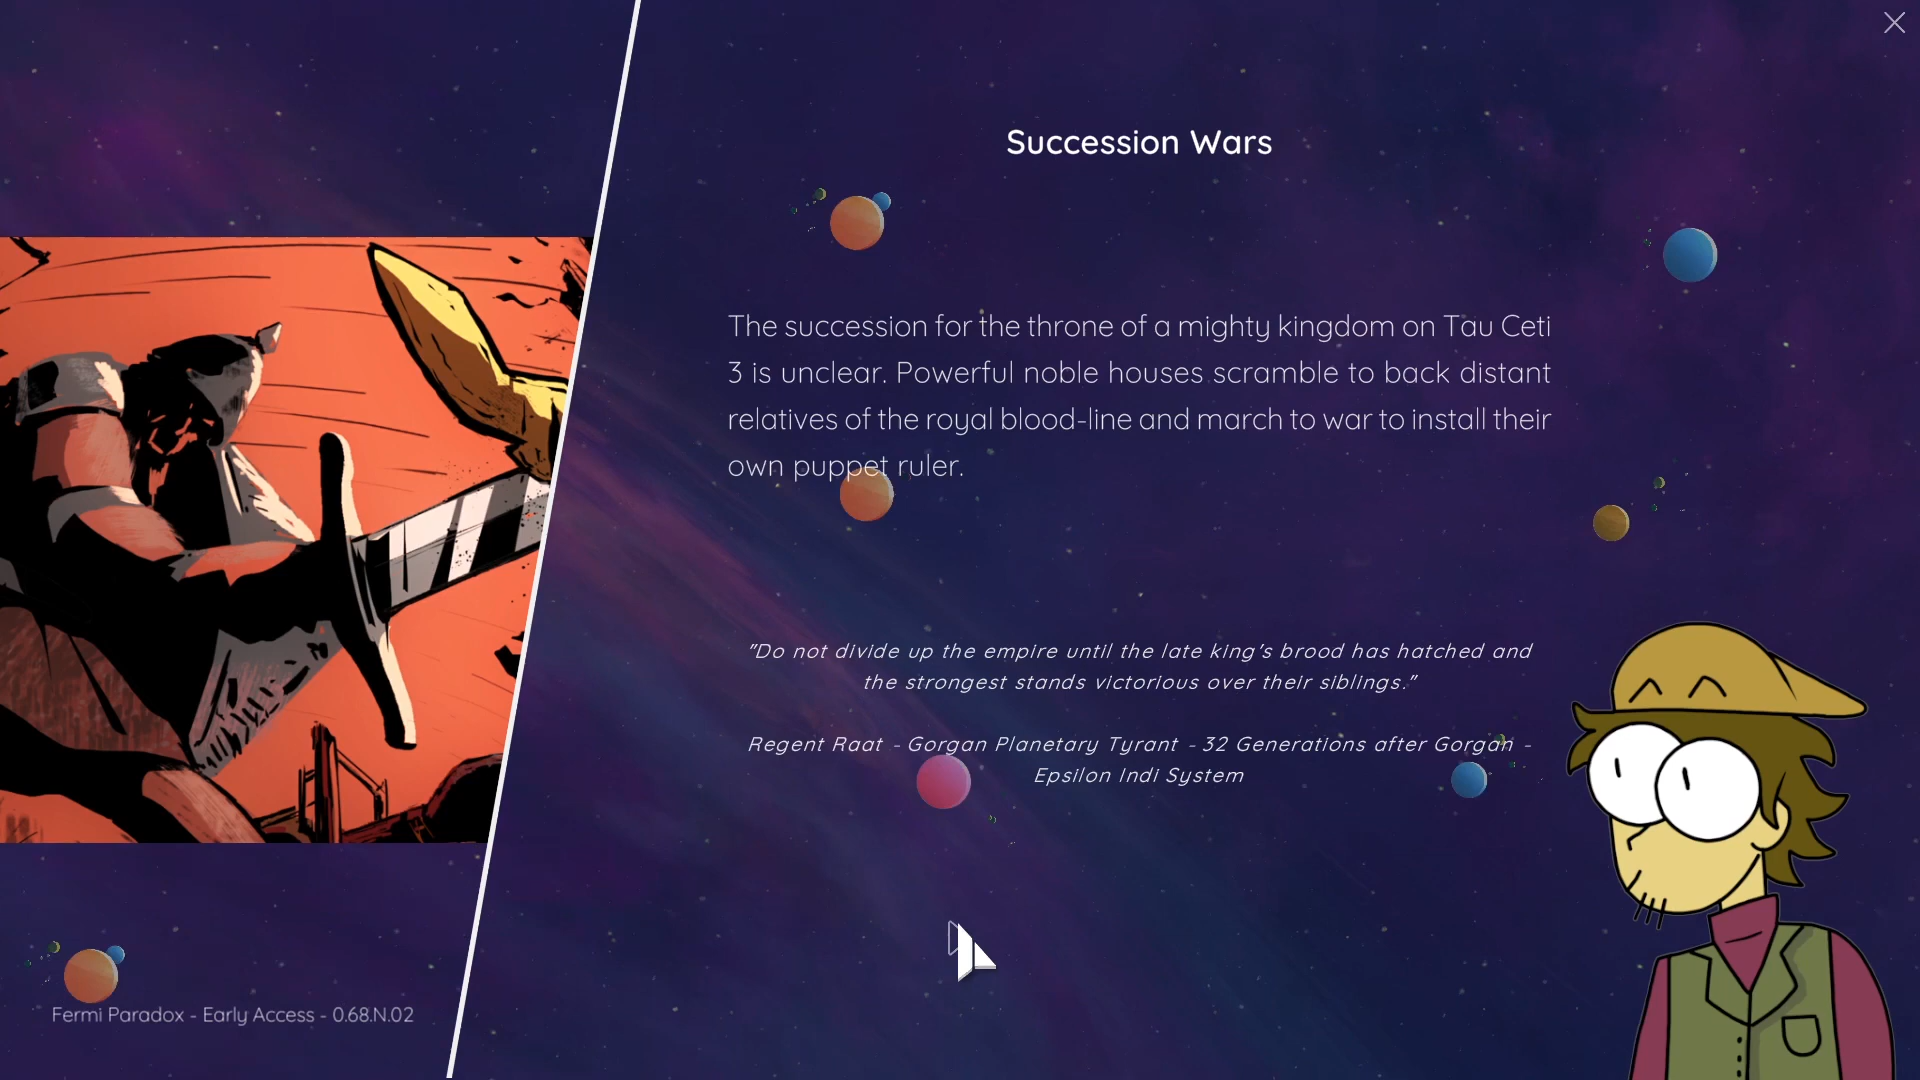 Succession Wars
The succession for the throne of a mighty kingdom on Tau Ceti
3 is unclear. Powerful noble houses scramble to back distant
relatives of the royal blood-line and march to war to install their
own puppet ruler.
"Do not divide up the empire until the late king's brood has hatched and
the strongest stands victorious over their siblings."
Regent Raat - Gorgan Planetary Tyrant - 32 Generations after Gorgan -
Epsilon Indi System
Fermi Paradox - Early Access - 0.68.N.02